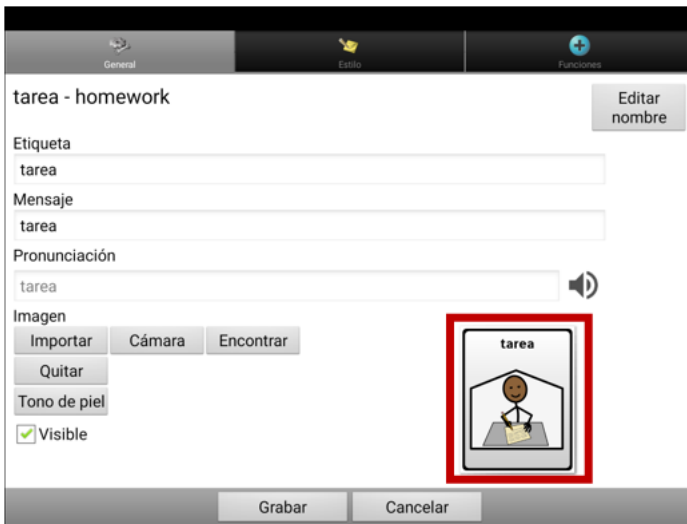 General Estilo Funciones
tarea - homework
Editar nombre
Etiqueta
tarea
Mensaje
tarea
Pronunciación
tarea
Imagen
Importar Cámara Encontrar
tarea
Quitar
Tono de piel
Visible
Grabar Cancelar